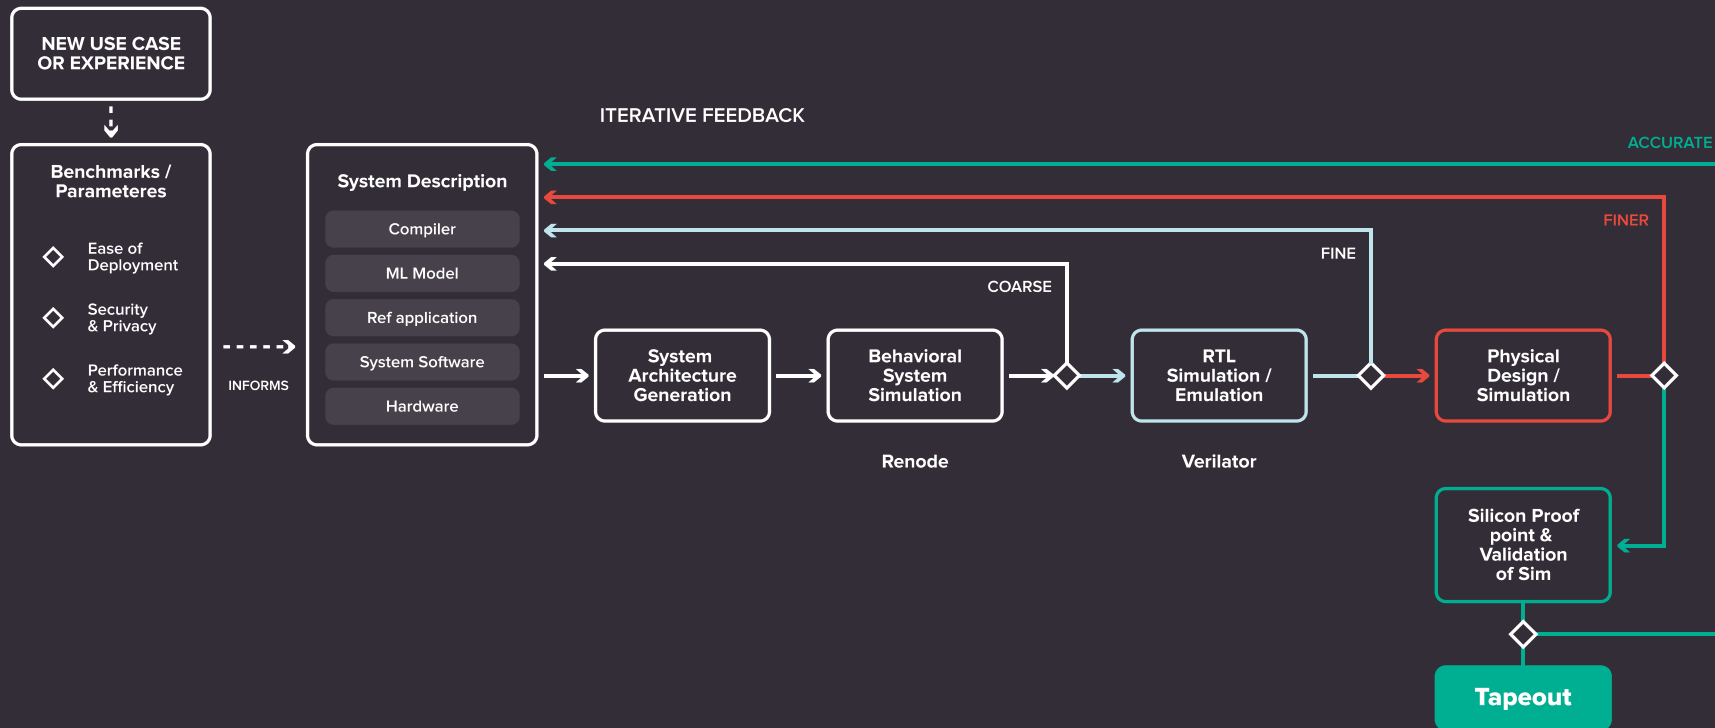 NEW USE CASE
OR EXPERIENCE
ITERATIVE FEEDBACK
ACCURATE
Benchmarks /
Parameteres
Ease of
Deployment
Security
& Privacy
Performance
& Efficiency
INFORMS
System Description
Compiler
ML Model
Ref application
System Software
Hardware
FINER
FINE
COARSE
System
Architecture
Generation
Behavioral
System
Simulation
Renode
RTL
Simulation /
Emulation
Verilator
Physical
Design /
Simulation
Silicon Proof
point &
Validation
of Sim
Tapeout